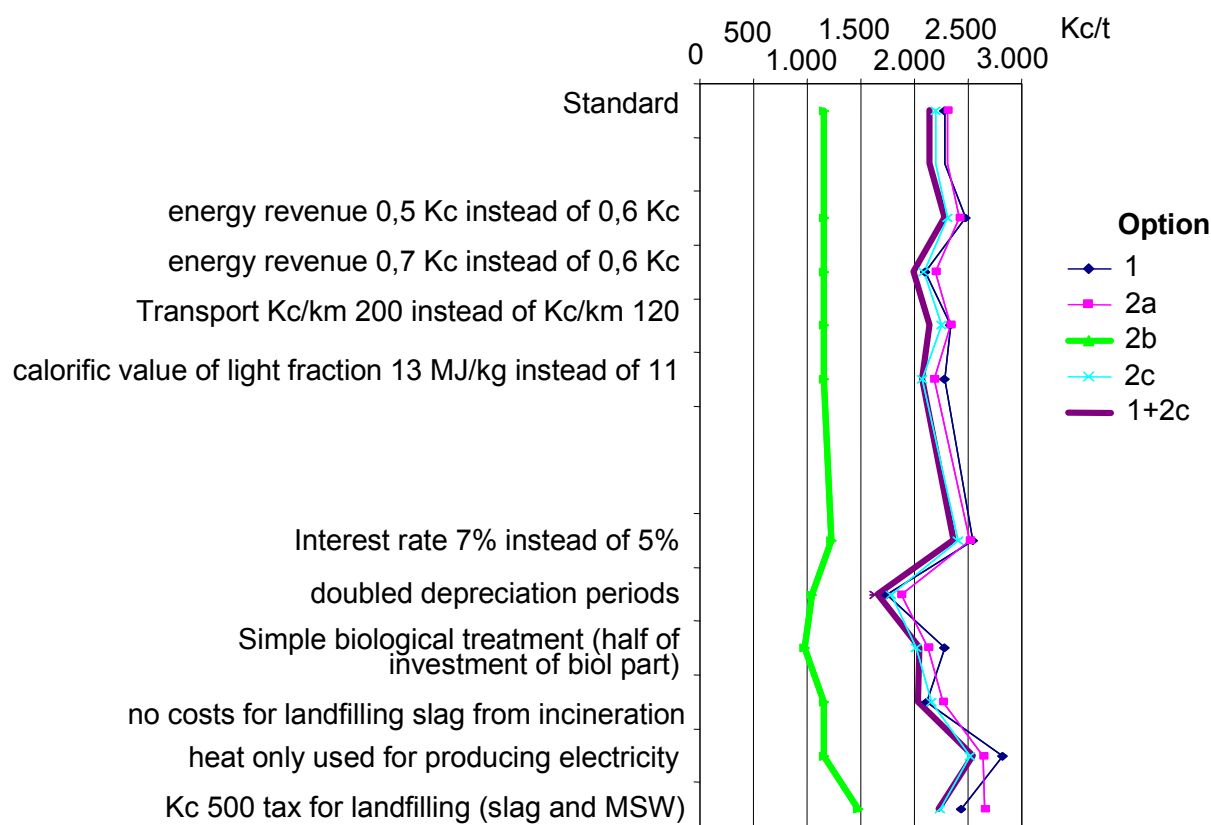 500 1.500 2.500 Kc/t
0 1.000 2.000 3.000
Standard
energy revenue 0,5 Kc instead of 0,6 Kc
energy revenue 0,7 Kc instead of 0,6 Kc
Transport Kc/km 200 instead of Kc/km 120
calorific value of light fraction 13 MJ/kg instead of 11
Interest rate 7% instead of 5%
doubled depreciation periods
Simple biological treatment (half of
investment of biol part)
no costs for landfilling slag from incineration
heat only used for producing electricity
Kc 500 tax for landfilling (slag and MSW)
Option
1
2a
2b
2c
1+2c